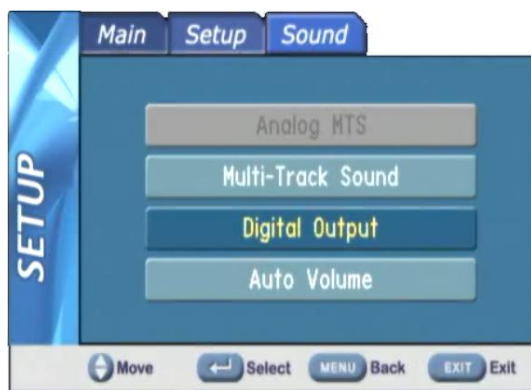 Main Setup Sound
Analog MTS
Multi-Track Sound
Digital Output
Auto Volume
SETUP
Move Select MENU Back EXIT Exit